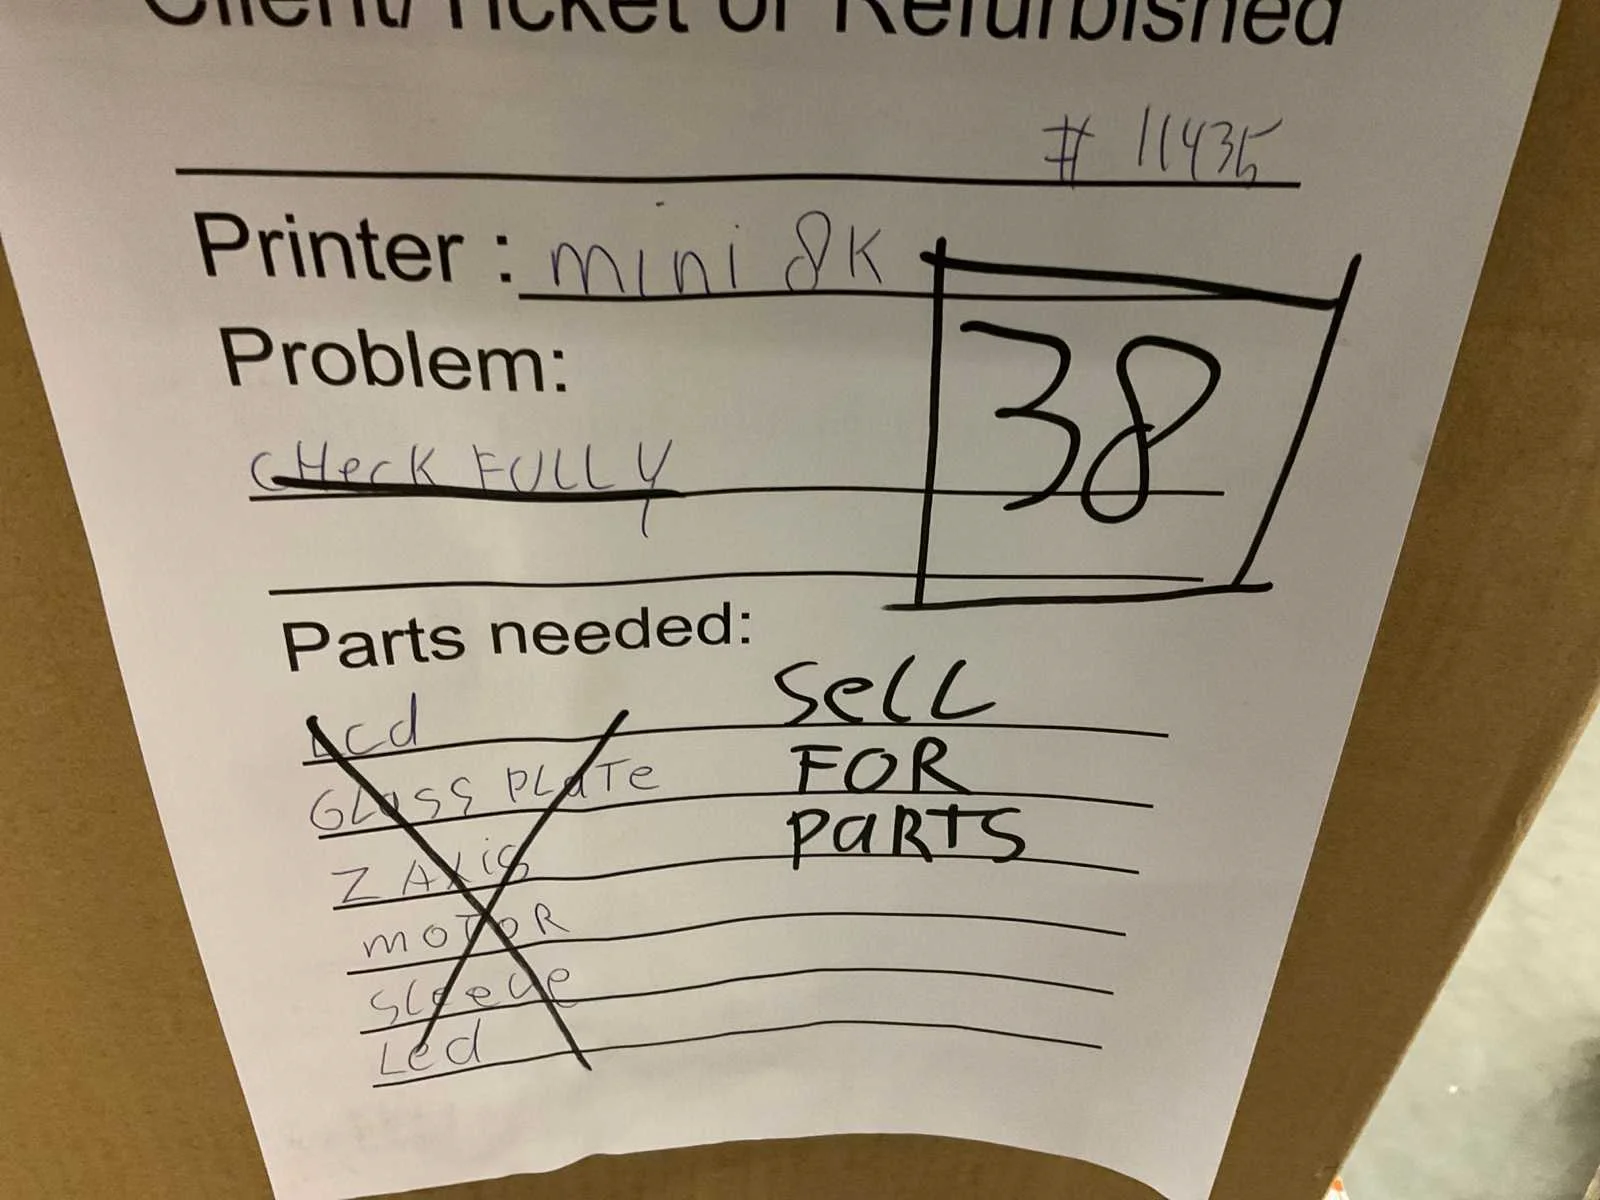 Client/Ticket or Refurbished
# 11435
Printer : mini 8K
38
Problem:
CHeck FULLY
Parts needed:
Lcd
GLass PLaTe
Z AXis
moToR
SLeeve
Led
SeLL
FOR
PaRTS